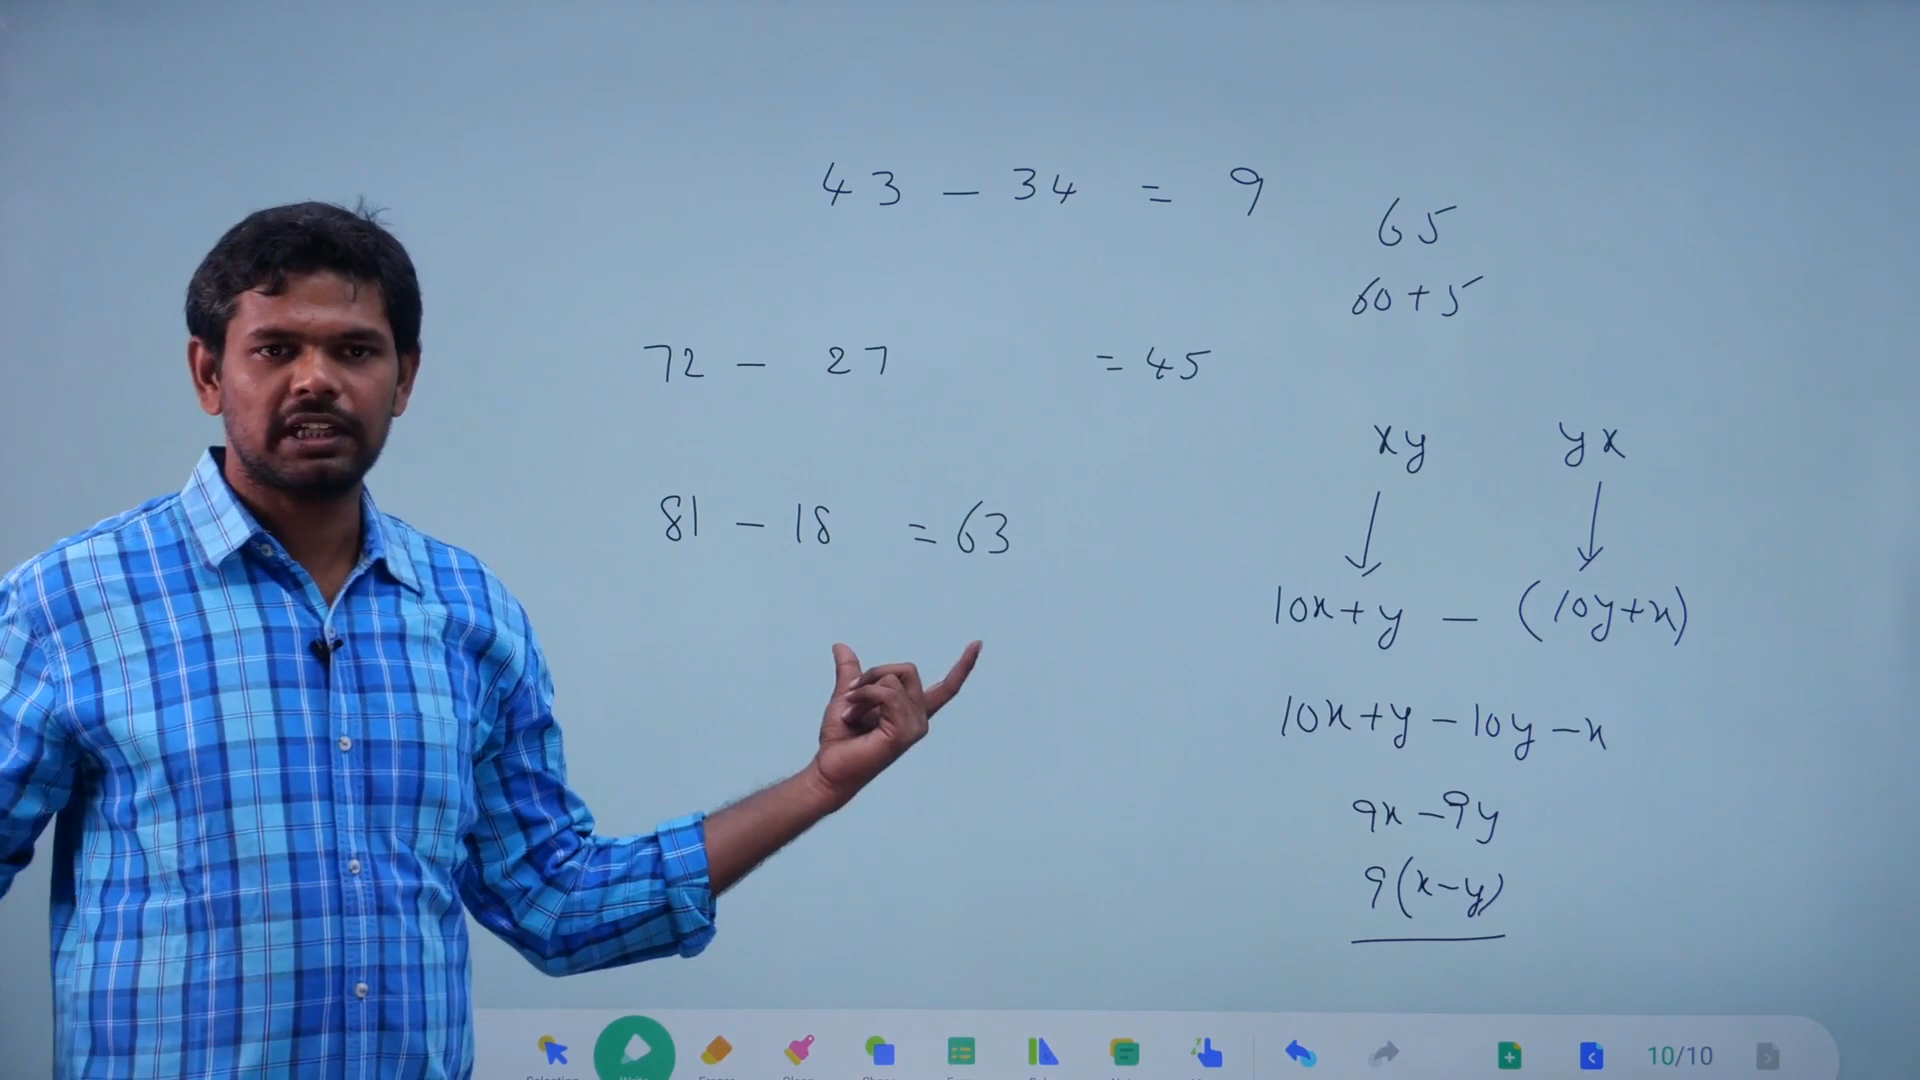 43 - 34 = 9
65
60 + 5
72 - 27 = 45
xy yx
81 - 18 = 63
10x+y - (10y+x)
10x+y - 10y - x
9x - 9y
9(x-y)
10/10